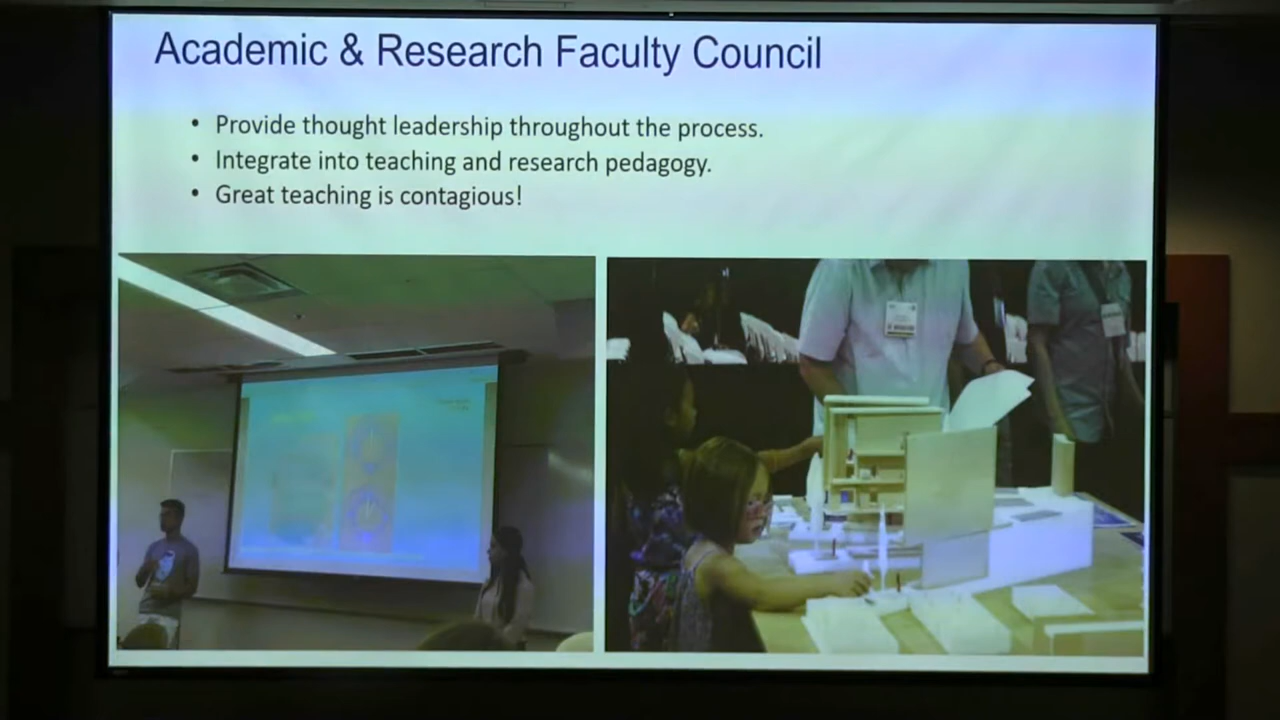 Academic & Research Faculty Council
• Provide thought leadership throughout the process.
• Integrate into teaching and research pedagogy.
• Great teaching is contagious!